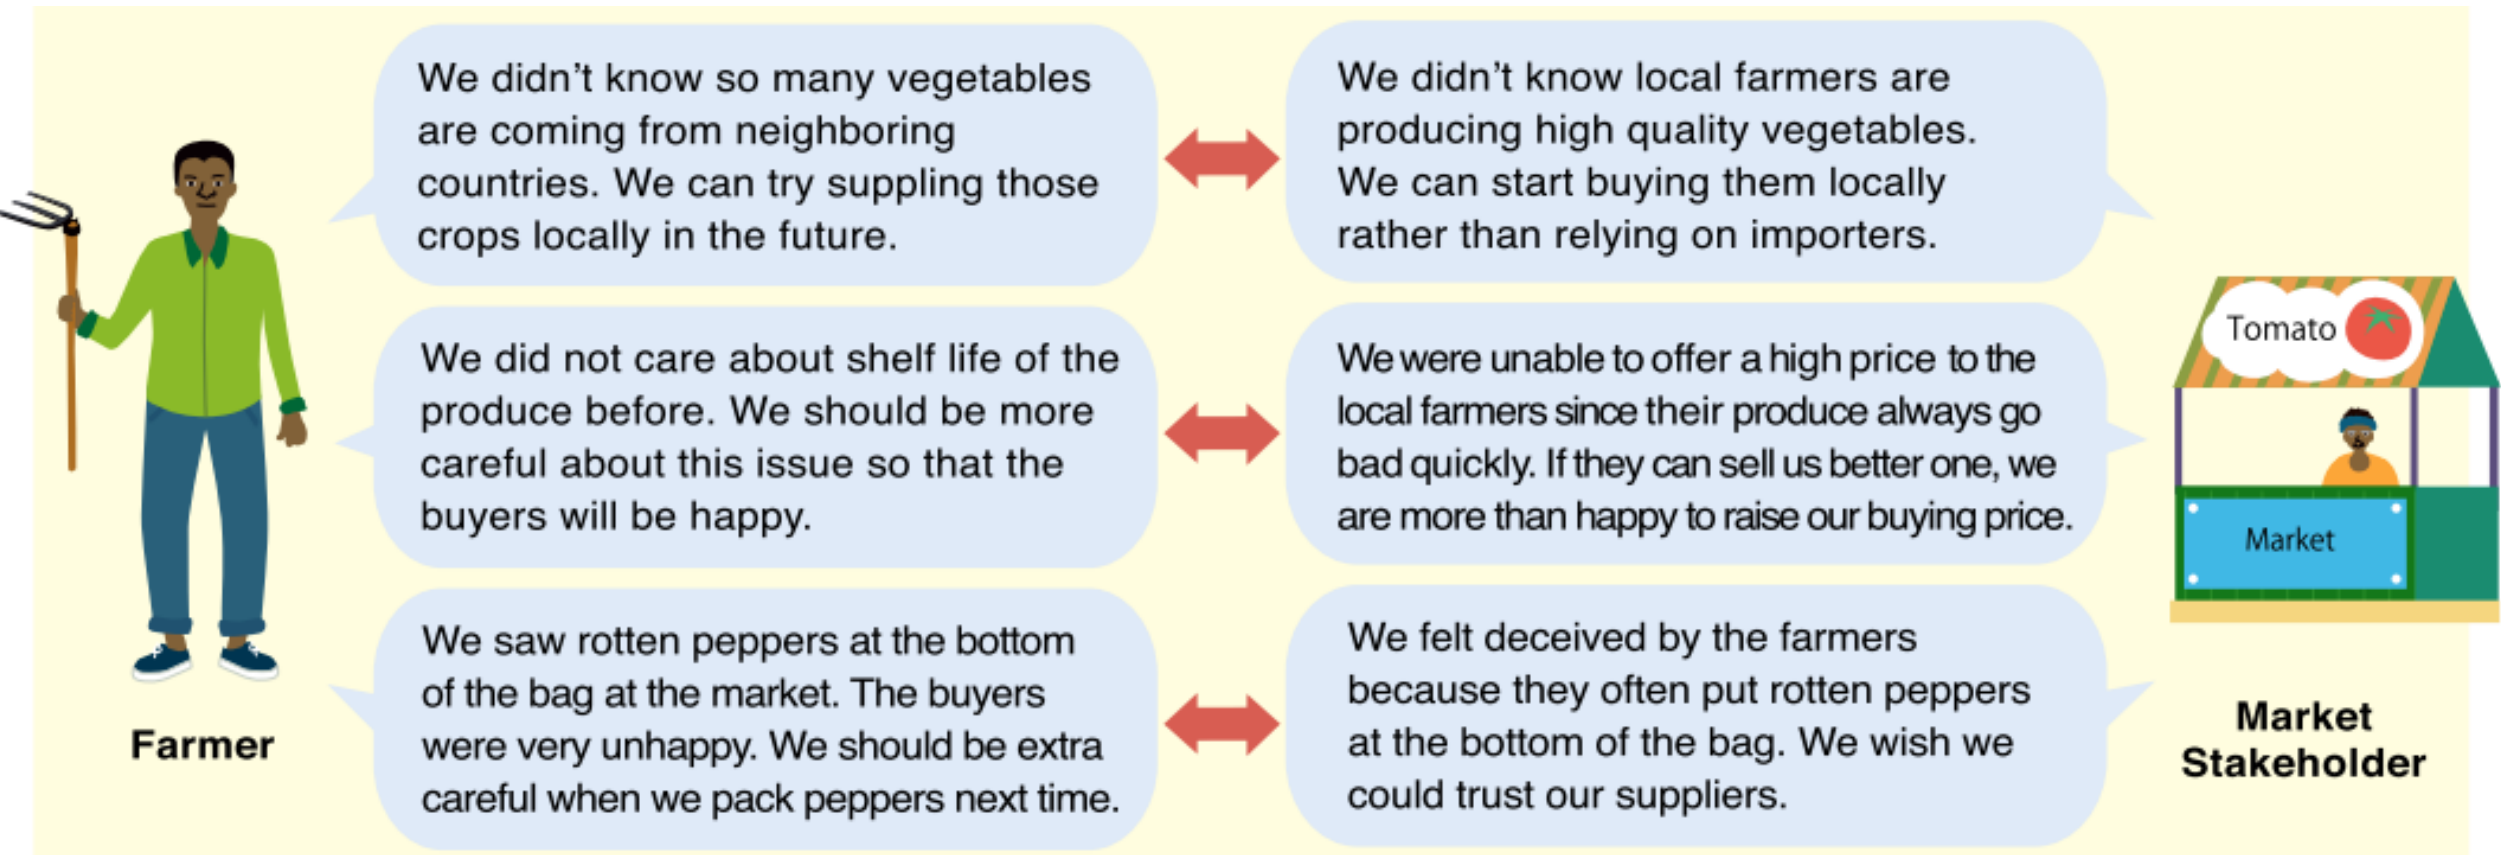 We didn't know so many vegetables
are coming from neighboring
countries. We can try suppling those
crops locally in the future.
We didn't know local farmers are
producing high quality vegetables.
We can start buying them locally
rather than relying on importers.
We did not care about shelf life of the
produce before. We should be more
careful about this issue so that the
buyers will be happy.
We were unable to offer a high price to the
local farmers since their produce always go
bad quickly. If they can sell us better one, we
are more than happy to raise our buying price.
We saw rotten peppers at the bottom
of the bag at the market. The buyers
were very unhappy. We should be extra
careful when we pack peppers next time.
We felt deceived by the farmers
because they often put rotten peppers
at the bottom of the bag. We wish we
could trust our suppliers.
Farmer
Tomato
Market
Market
Stakeholder